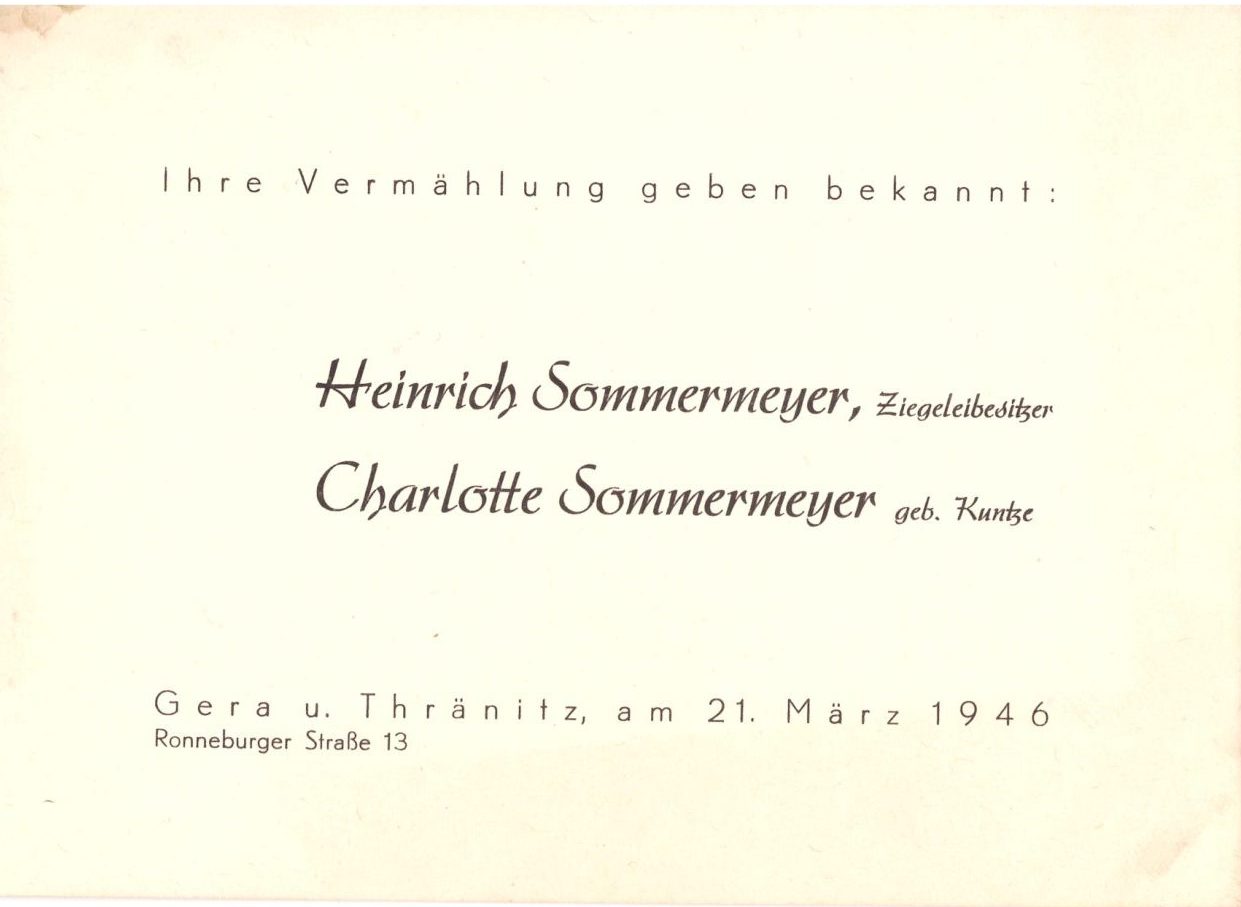 Ihre Vermählung geben bekannt:
Heinrich Sommermeyer, Ziegeleibesitzer
Charlotte Sommermeyer geb. Kuntze
Gera u. Thränitz, am 21. März 1946
Ronneburger Straße 13